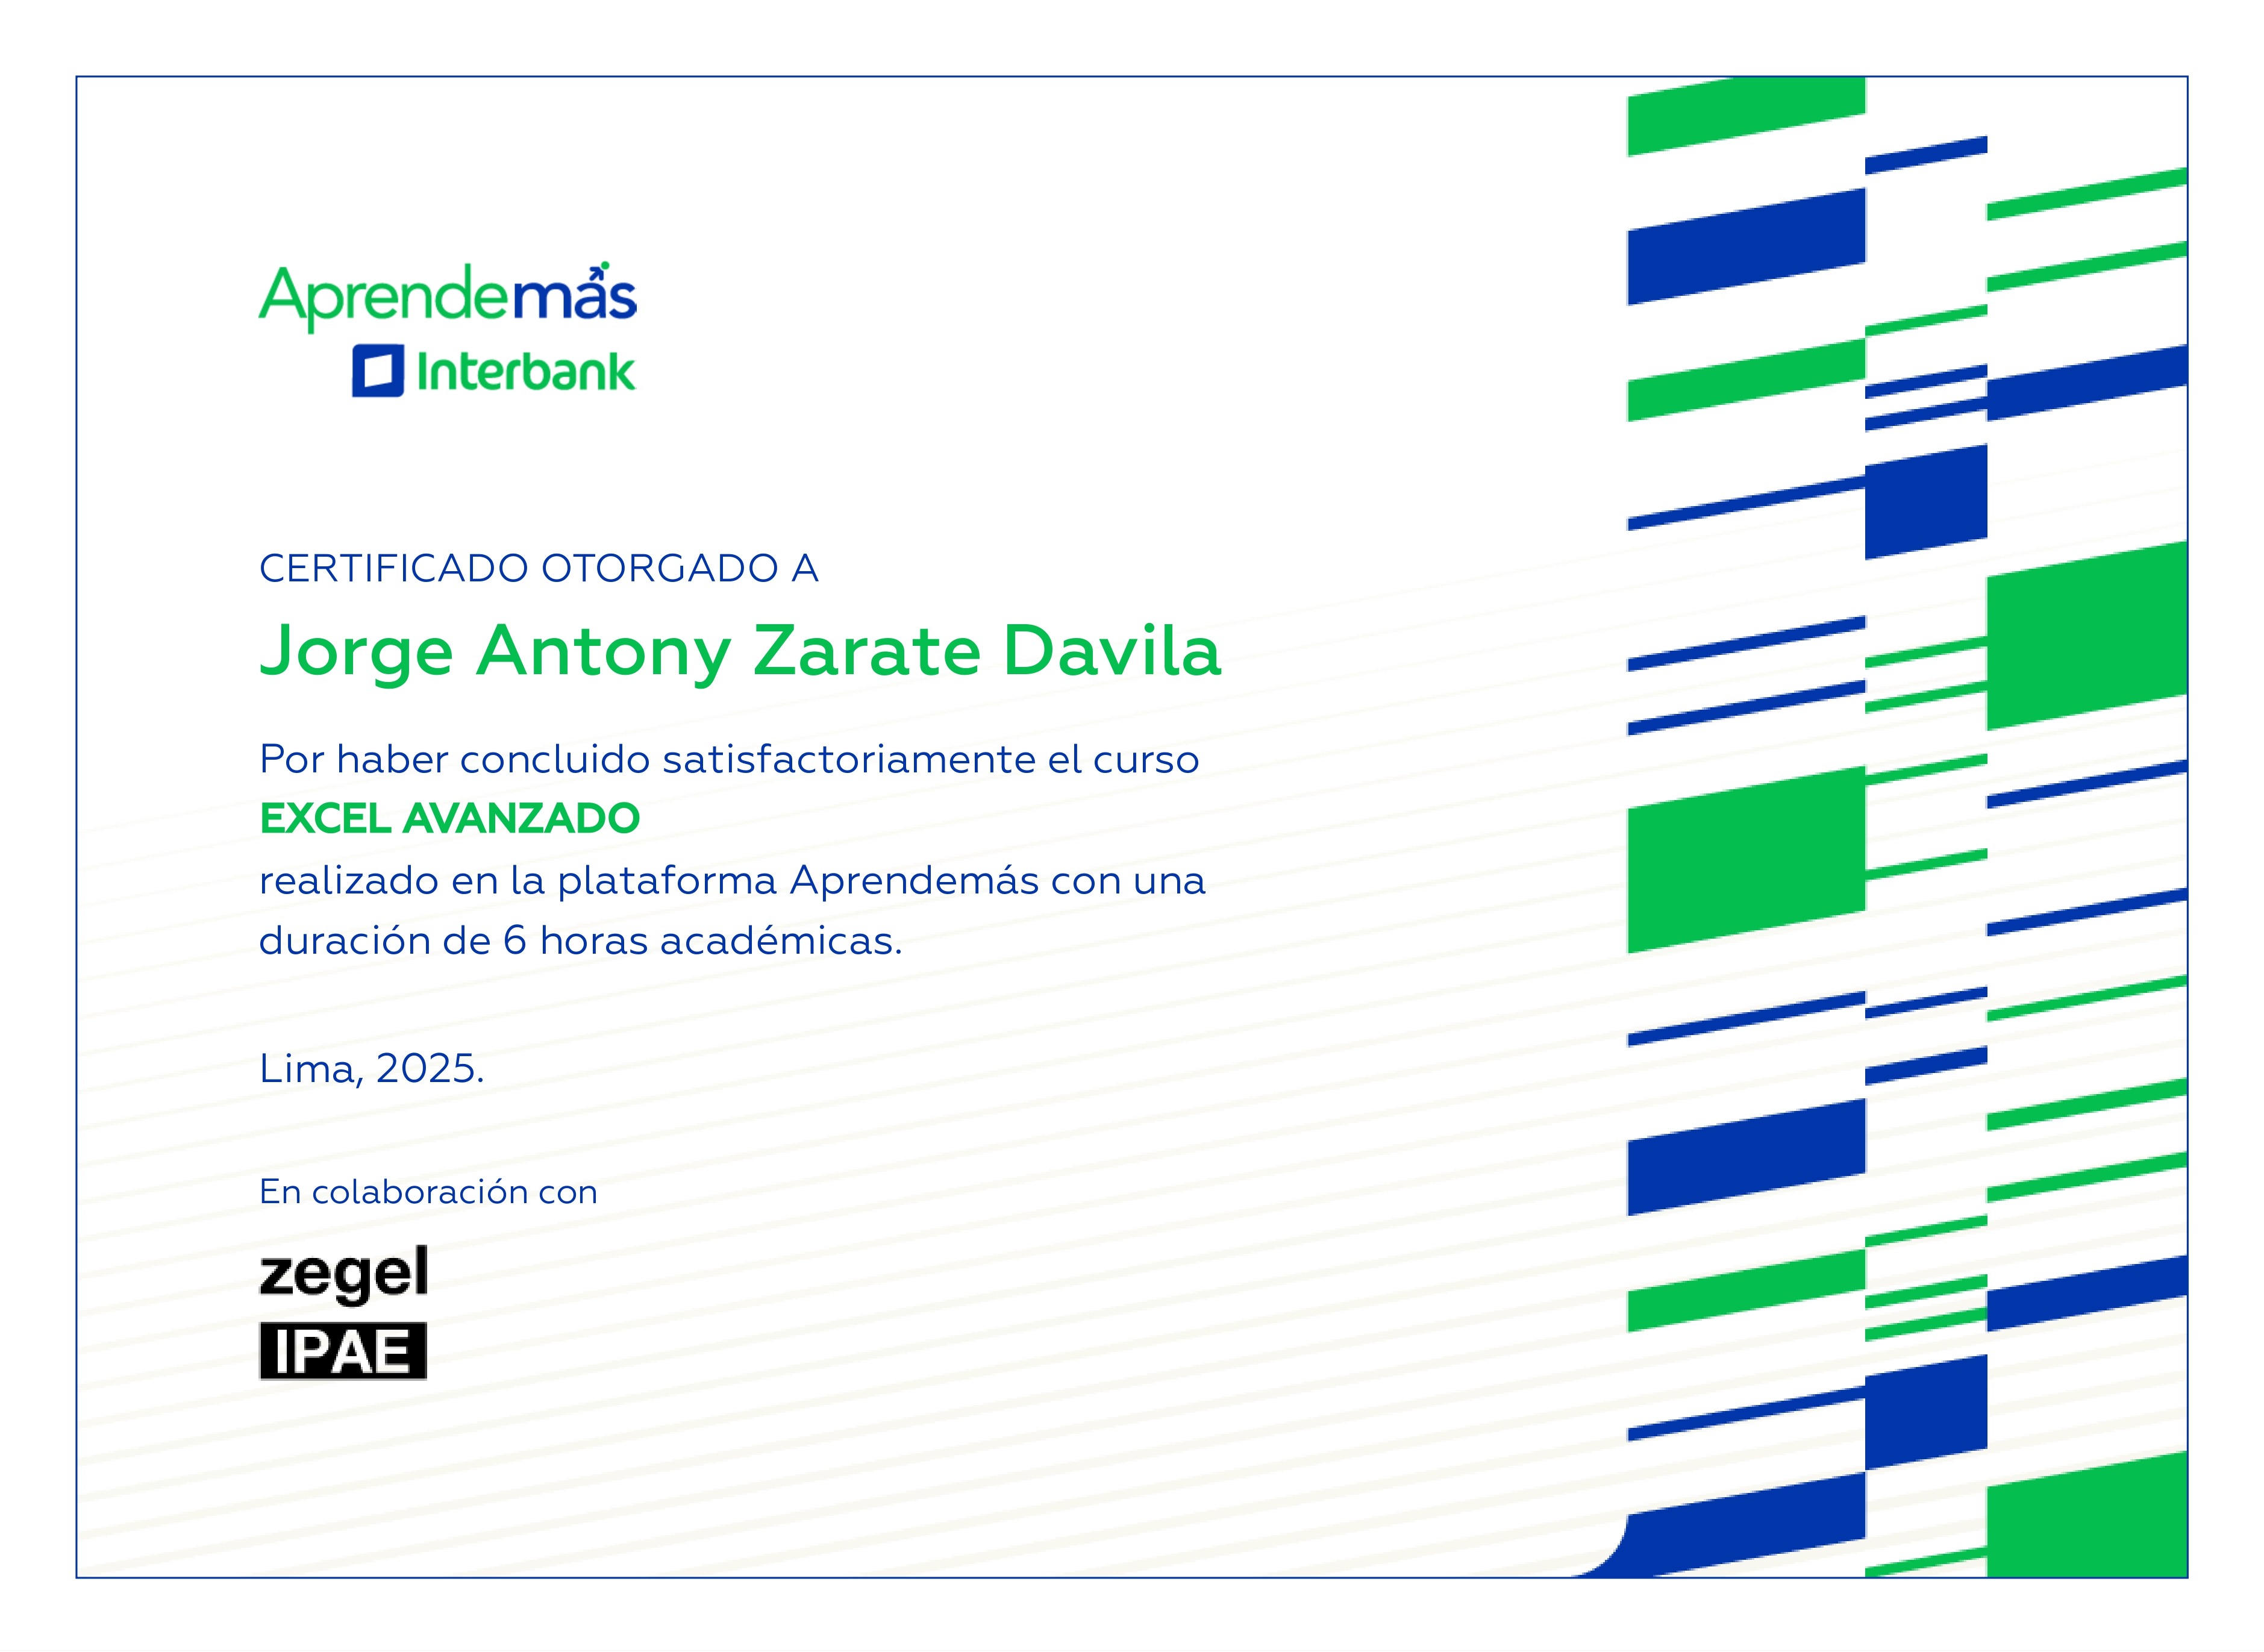 Aprendemás
Interbank
CERTIFICADO OTORGADO A
Jorge Antony Zarate Davila
Por haber concluido satisfactoriamente el curso
EXCEL AVANZADO
realizado en la plataforma Aprendemás con una
duración de 6 horas académicas.
Lima, 2025.
En colaboración con
zegel
IPAE